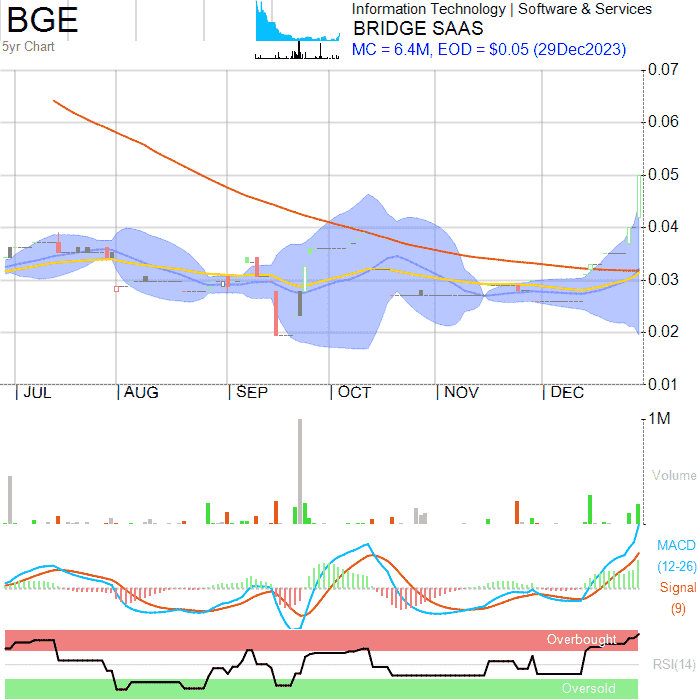 BGE
5yr Chart
Information Technology | Software & Services
BRIDGE SAAS
MC = 6.4M, EOD = $0.05 (29Dec2023)
0.07
0.06
0.05
0.04
0.03
0.02
0.01
JUL AUG SEP OCT NOV DEC
1M
Volume
MACD
(12-26)
Signal
(9)
Overbought
RSI(14)
Oversold